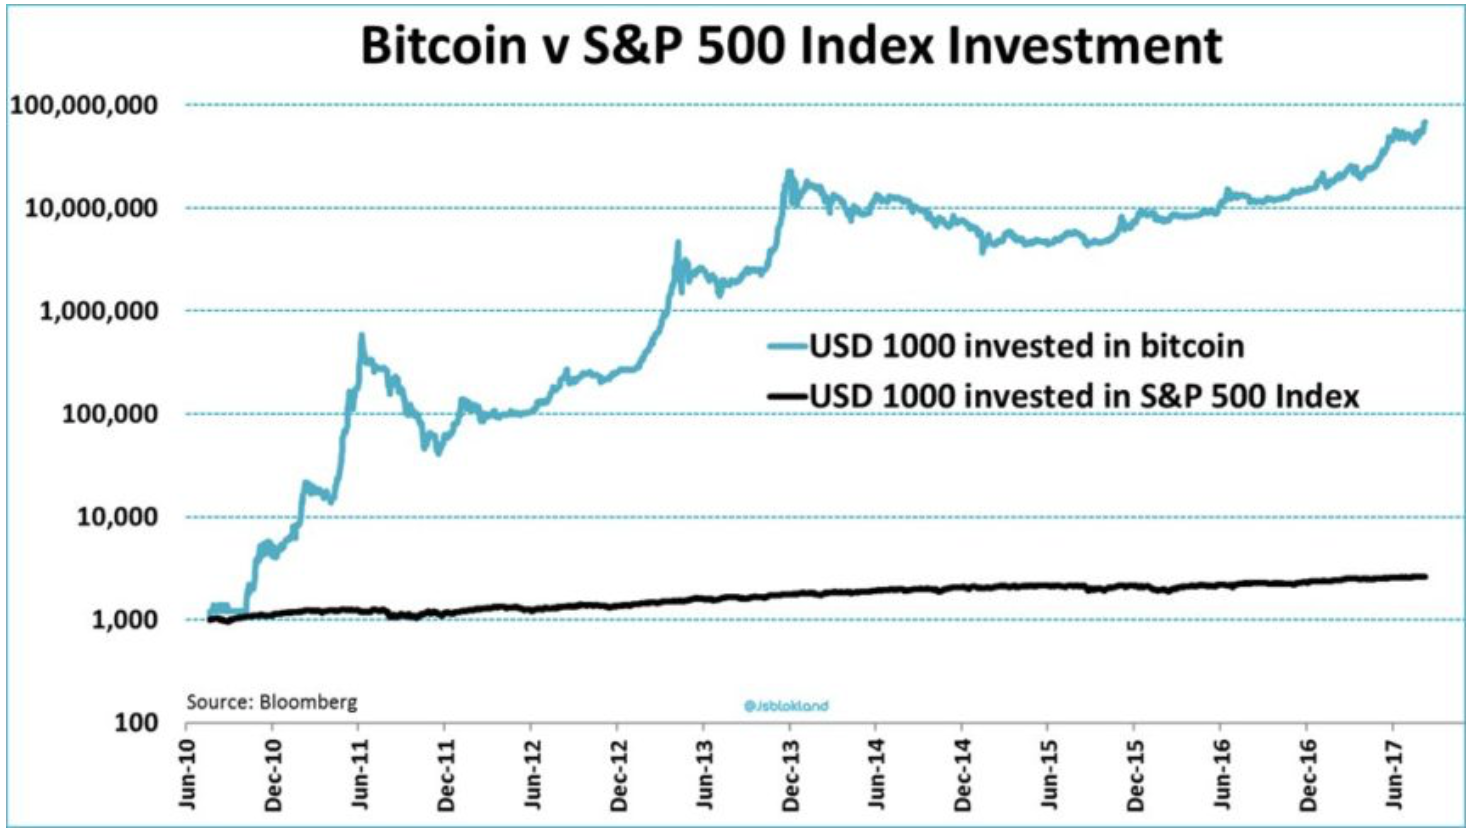 Bitcoin v S&P 500 Index Investment
100,000,000
10,000,000
1,000,000
USD 1000 invested in bitcoin
USD 1000 invested in S&P 500 Index
100,000
10,000
1,000
Source: Bloomberg
@Jsblokland
100
Jun-10
Dec-10
Jun-11
Dec-11
Jun-12
Dec-12
Jun-13
Dec-13
Jun-14
Dec-14
Jun-15
Dec-15
Jun-16
Dec-16
Jun-17